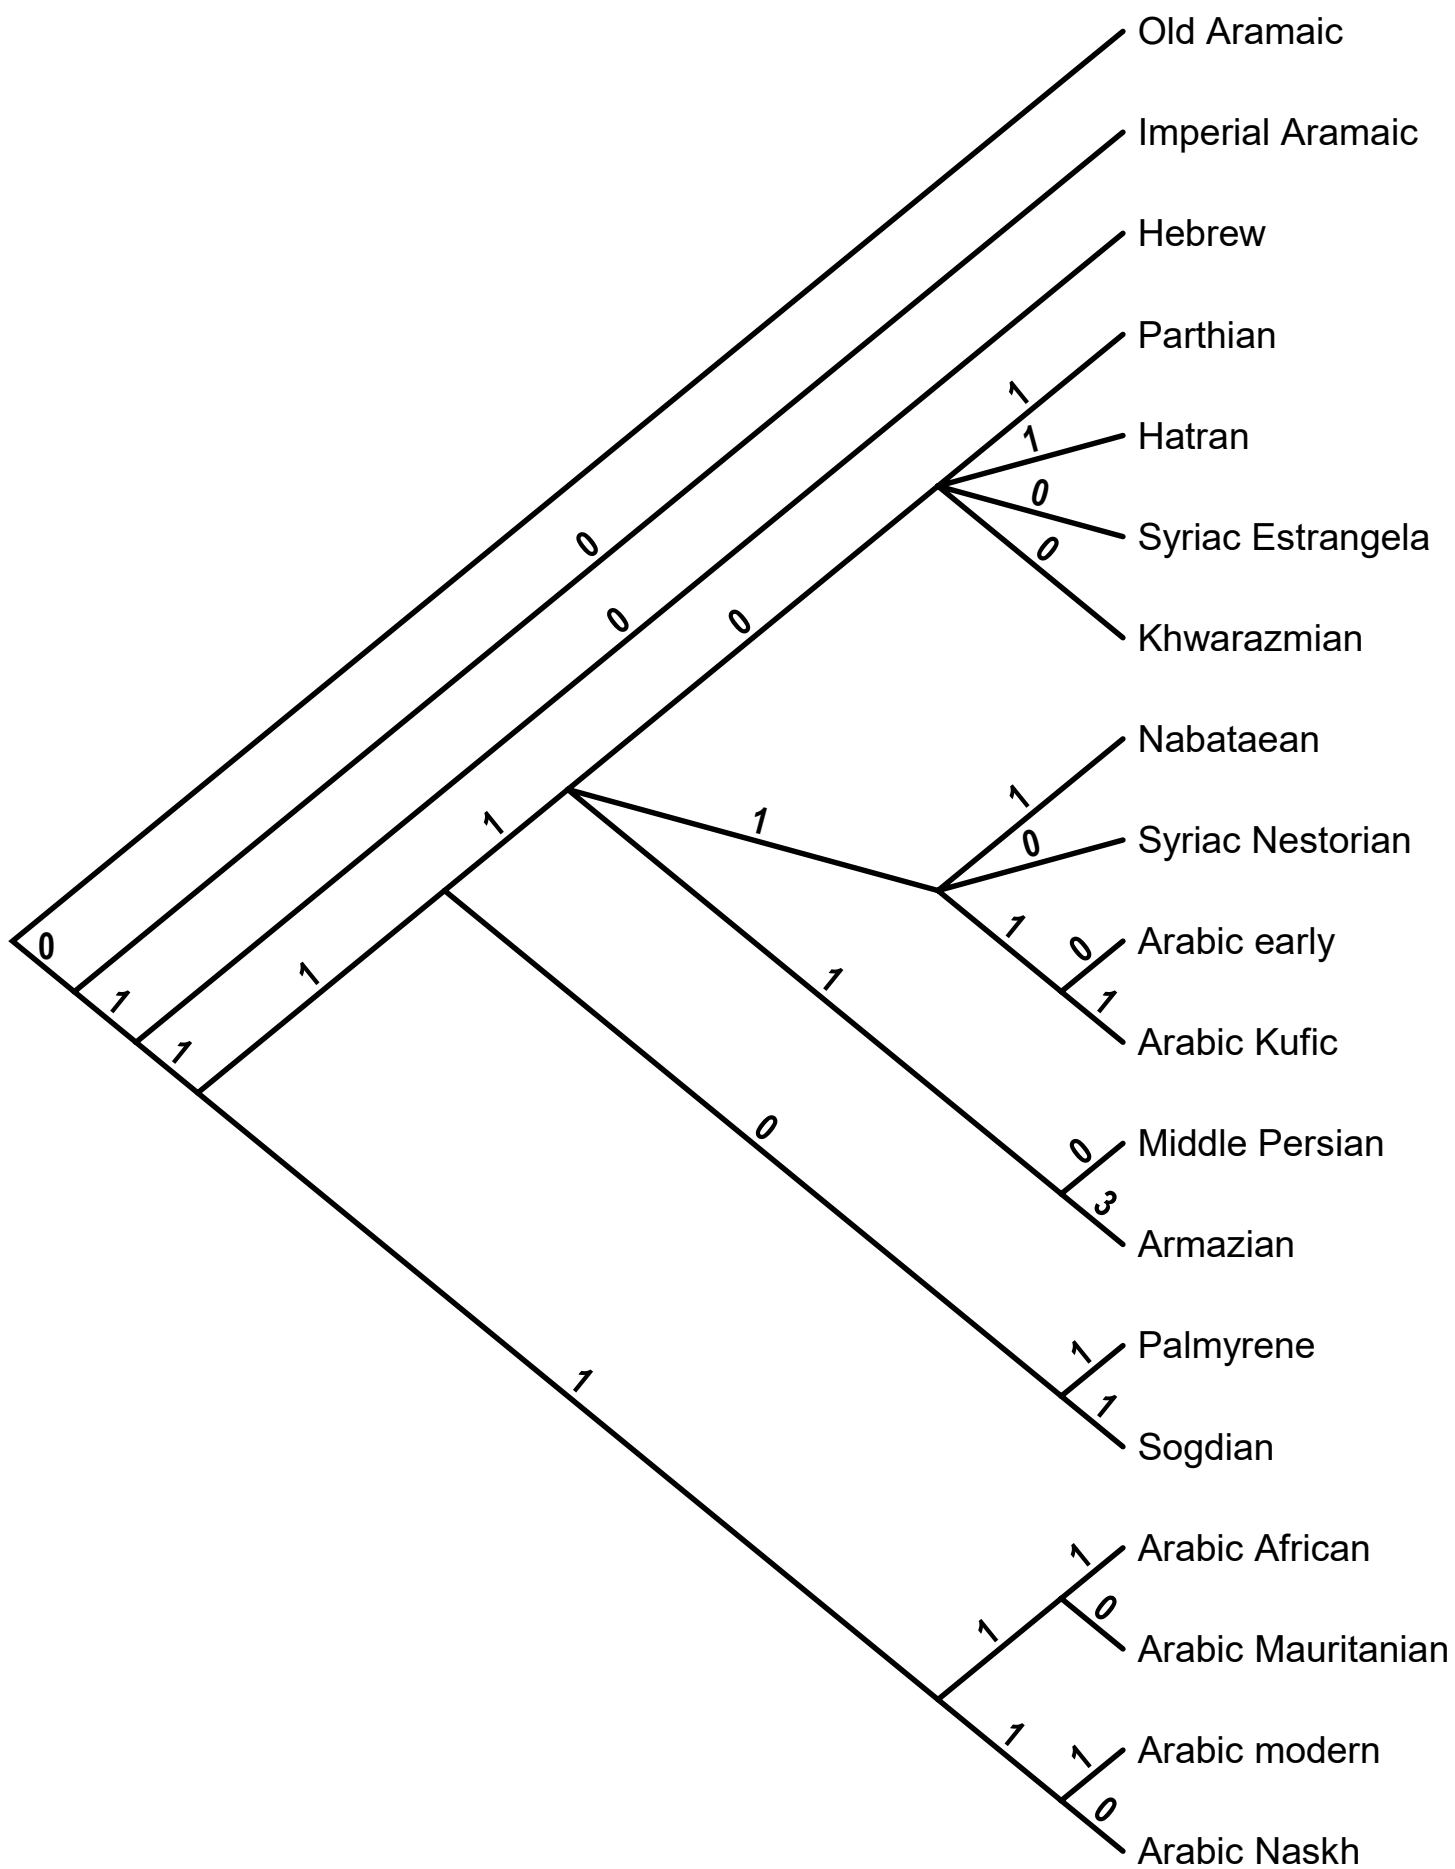 Old Aramaic
Imperial Aramaic
Hebrew
Parthian
1
Hatran
1
0
Syriac Estrangela
0
0
Khwarazmian
0
0
Nabataean
1
1
1
Syriac Nestorian
0
1
0
Arabic early
0
1
1
1
Arabic Kufic
1
0
Middle Persian
0
3
Armazian
Palmyrene
1
1
1
Sogdian
Arabic African
1
0
1
Arabic Mauritanian
1
Arabic modern
1
0
Arabic Naskh